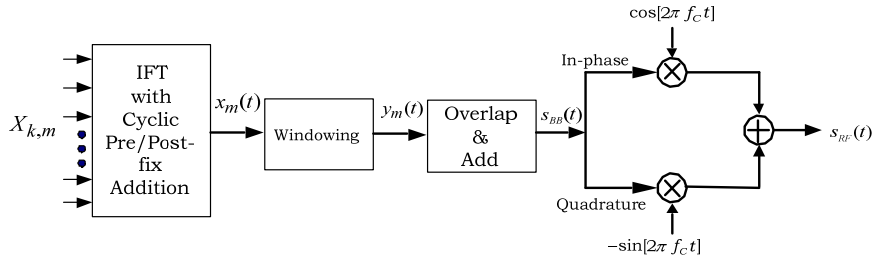 cos[2π f_C t]
In-phase
X_{k,m}
IFT
with
Cyclic
Pre/Post-
fix
Addition
x_m(t)
Windowing
y_m(t)
Overlap
&
Add
s_{BB}(t)
s_{RF}(t)
Quadrature
−sin[2π f_C t]